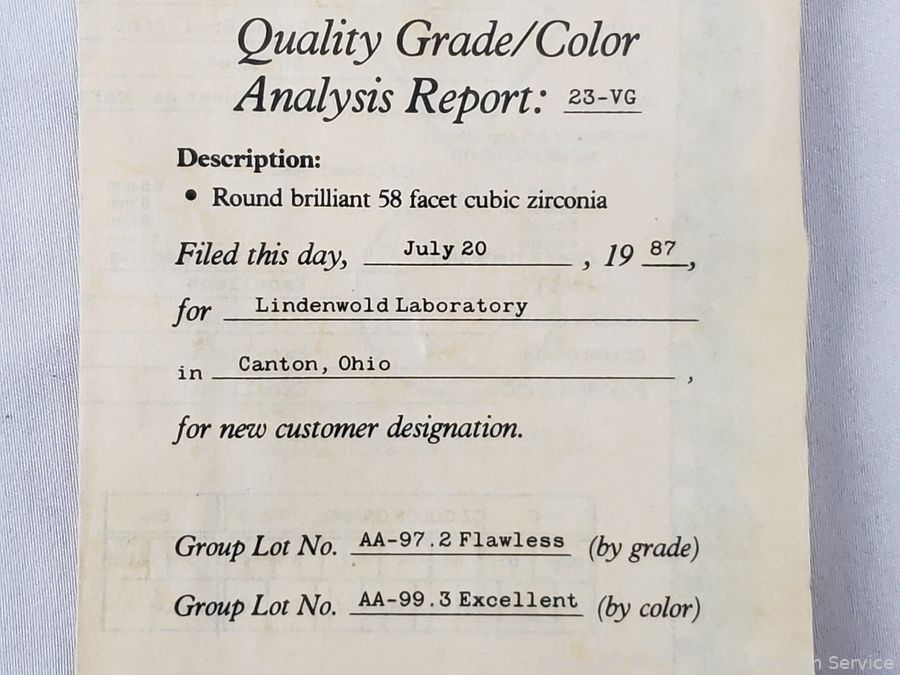 Quality Grade/Color
Analysis Report: 23-VG
Description:
• Round brilliant 58 facet cubic zirconia
Filed this day, July 20, 19 87,
for Lindenwold Laboratory
in Canton, Ohio,
for new customer designation.
Group Lot No. AA-97.2 Flawless (by grade)
Group Lot No. AA-99.3 Excellent (by color)
Service